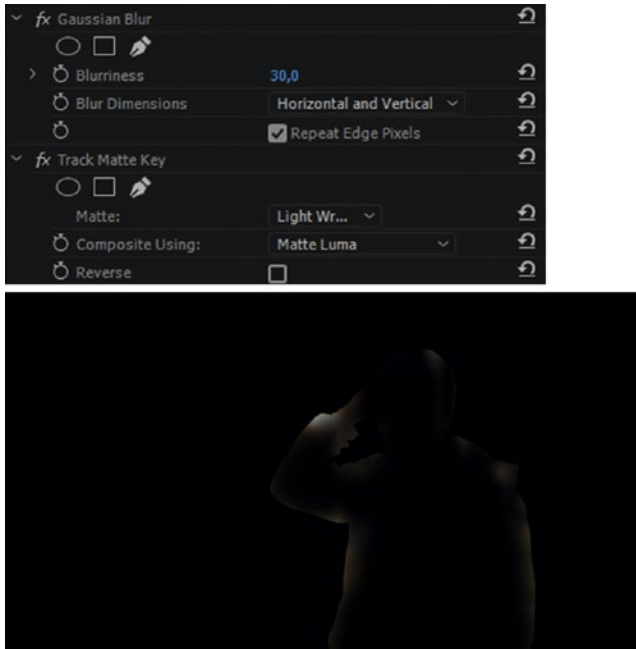 fx Gaussian Blur
Blurriness 30,0
Blur Dimensions Horizontal and Vertical
Repeat Edge Pixels
fx Track Matte Key
Matte: Light Wr...
Composite Using: Matte Luma
Reverse